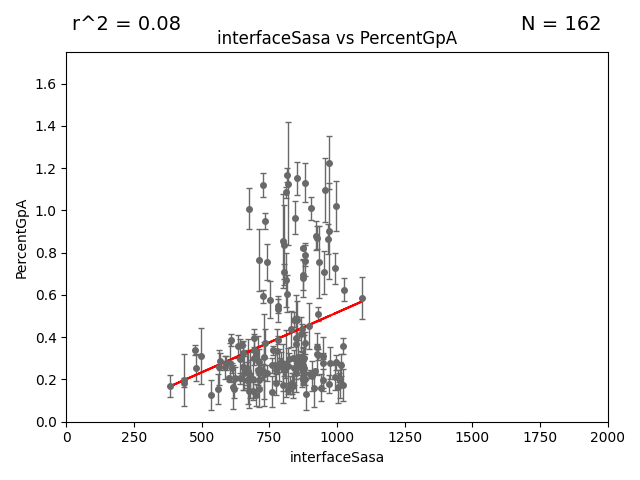 r^2 = 0.08
N = 162
interfaceSasa vs PercentGpA
PercentGpA
1.6
1.4
1.2
1.0
0.8
0.6
0.4
0.2
0.0
0 250 500 750 1000 1250 1500 1750 2000
interfaceSasa